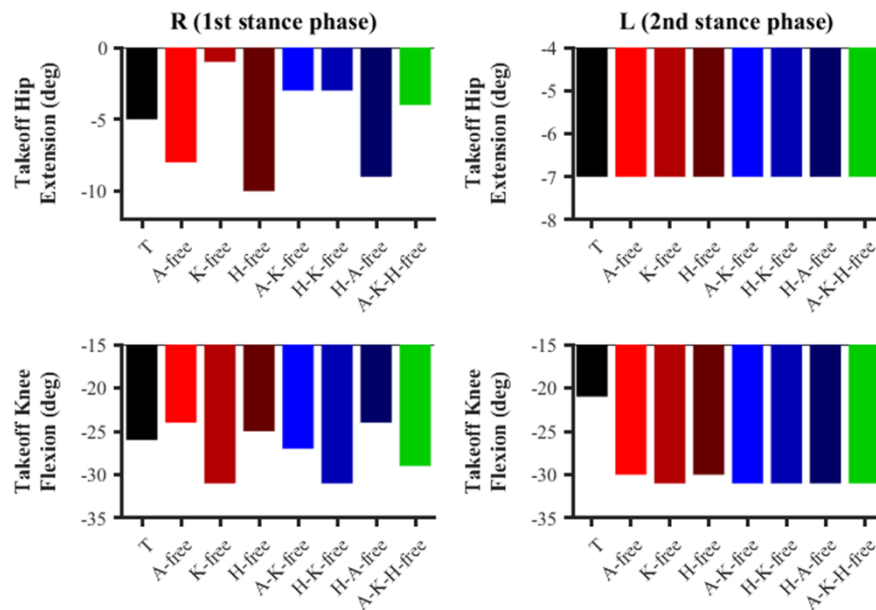 R (1st stance phase)
L (2nd stance phase)
Takeoff Hip
Extension (deg)
0
-5
-10
T
A-free
K-free
H-free
A-K-free
H-K-free
H-A-free
A-K-H-free
Takeoff Hip
Extension (deg)
-4
-5
-6
-7
-8
T
A-free
K-free
H-free
A-K-free
H-K-free
H-A-free
A-K-H-free
Takeoff Knee
Flexion (deg)
-15
-20
-25
-30
-35
T
A-free
K-free
H-free
A-K-free
H-K-free
H-A-free
A-K-H-free
Takeoff Knee
Flexion (deg)
-15
-20
-25
-30
-35
T
A-free
K-free
H-free
A-K-free
H-K-free
H-A-free
A-K-H-free